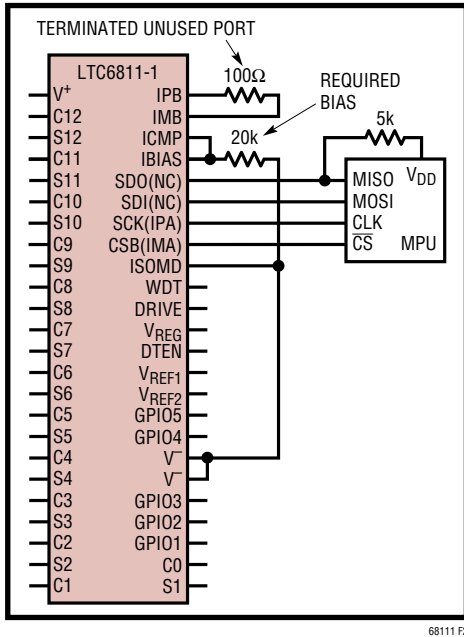 TERMINATED UNUSED PORT
LTC6811-1
100Ω
REQUIRED
BIAS
20k
5k
V+ IPB
C12 IMB
S12 ICMP
C11 IBIAS
S11 SDO(NC) MISO VDD
C10 SDI(NC) MOSI
S10 SCK(IPA) CLK
C9 CSB(IMA) CS MPU
S9 ISOMD
C8 WDT
S8 DRIVE
C7 VREG
S7 DTEN
C6 VREF1
S6 VREF2
C5 GPIO5
S5 GPIO4
C4 V–
S4 V–
C3 GPIO3
S3 GPIO2
C2 GPIO1
S2 C0
C1 S1
68111